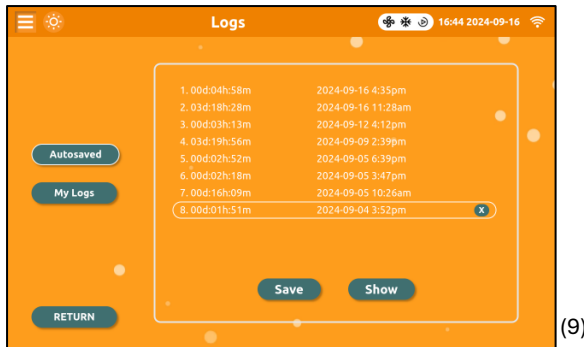 Logs
16:44 2024-09-16
1. 00d:04h:58m 2024-09-16 4:35pm
2. 03d:18h:28m 2024-09-16 11:28am
3. 00d:03h:13m 2024-09-12 4:12pm
4. 03d:19h:56m 2024-09-09 2:39pm
5. 00d:02h:52m 2024-09-05 6:39pm
6. 00d:02h:18m 2024-09-05 3:47pm
7. 00d:16h:09m 2024-09-05 10:26am
8. 00d:01h:51m 2024-09-04 3:52pm X
Autosaved
My Logs
Save Show
RETURN
(9)